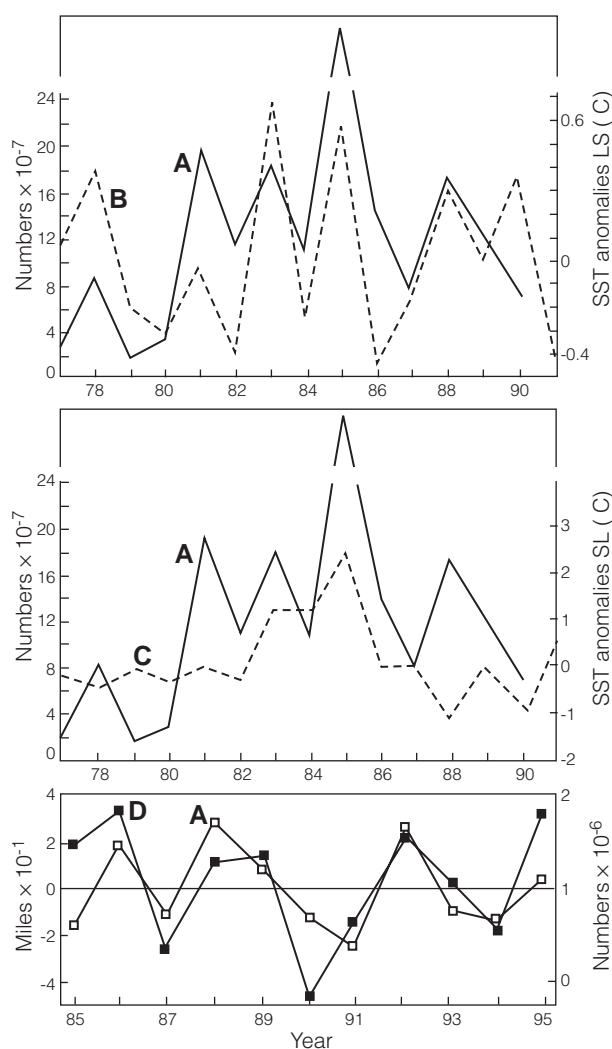 24
20
16
12
8
4
0
Numbers × 10-7
A
B
0.6
0
-0.4
SST anomalies LS ( C)
78 80 82 84 86 88 90
24
20
16
12
8
4
0
Numbers × 10-7
A
C
3
2
1
0
-1
-2
SST anomalies SL ( C)
78 80 82 84 86 88 90
4
2
0
-2
-4
Miles × 10-1
D A
2
1
0
Numbers × 10-6
85 87 89 91 93 95
Year